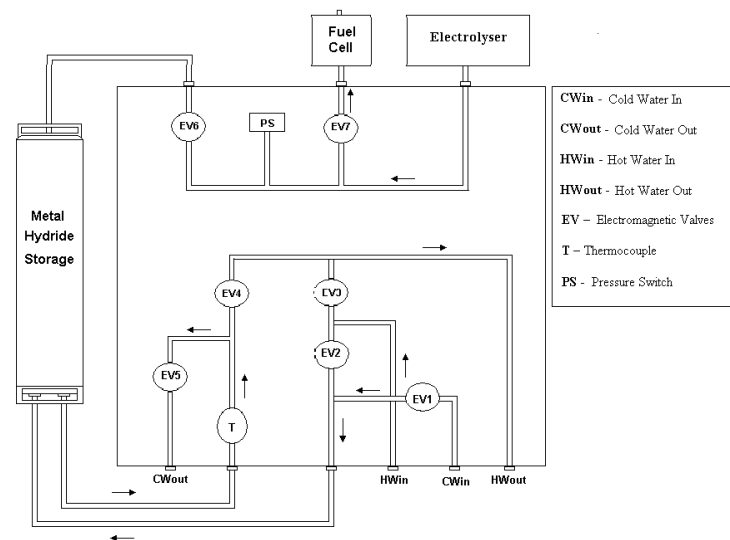 Fuel
Cell
Electrolyser
EV6
PS
EV7
Metal
Hydride
Storage
EV4
EV3
EV2
EV5
EV1
T
CWout
HWin
CWin
HWout
CWin - Cold Water In
CWout - Cold Water Out
HWin - Hot Water In
HWout - Hot Water Out
EV – Electromagnetic Valves
T – Thermocouple
PS - Pressure Switch